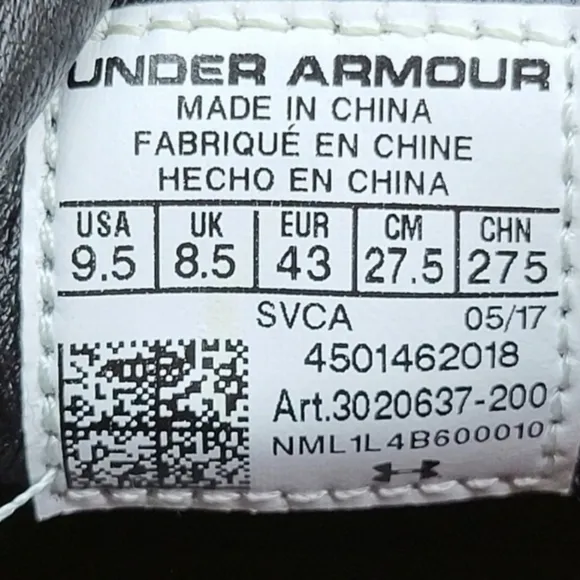 UNDER ARMOUR
MADE IN CHINA
FABRIQUÉ EN CHINE
HECHO EN CHINA
USA UK EUR CM CHN
9.5 8.5 43 27.5 275
SVCA 05/17
4501462018
Art.3020637-200
NML1L4B600010